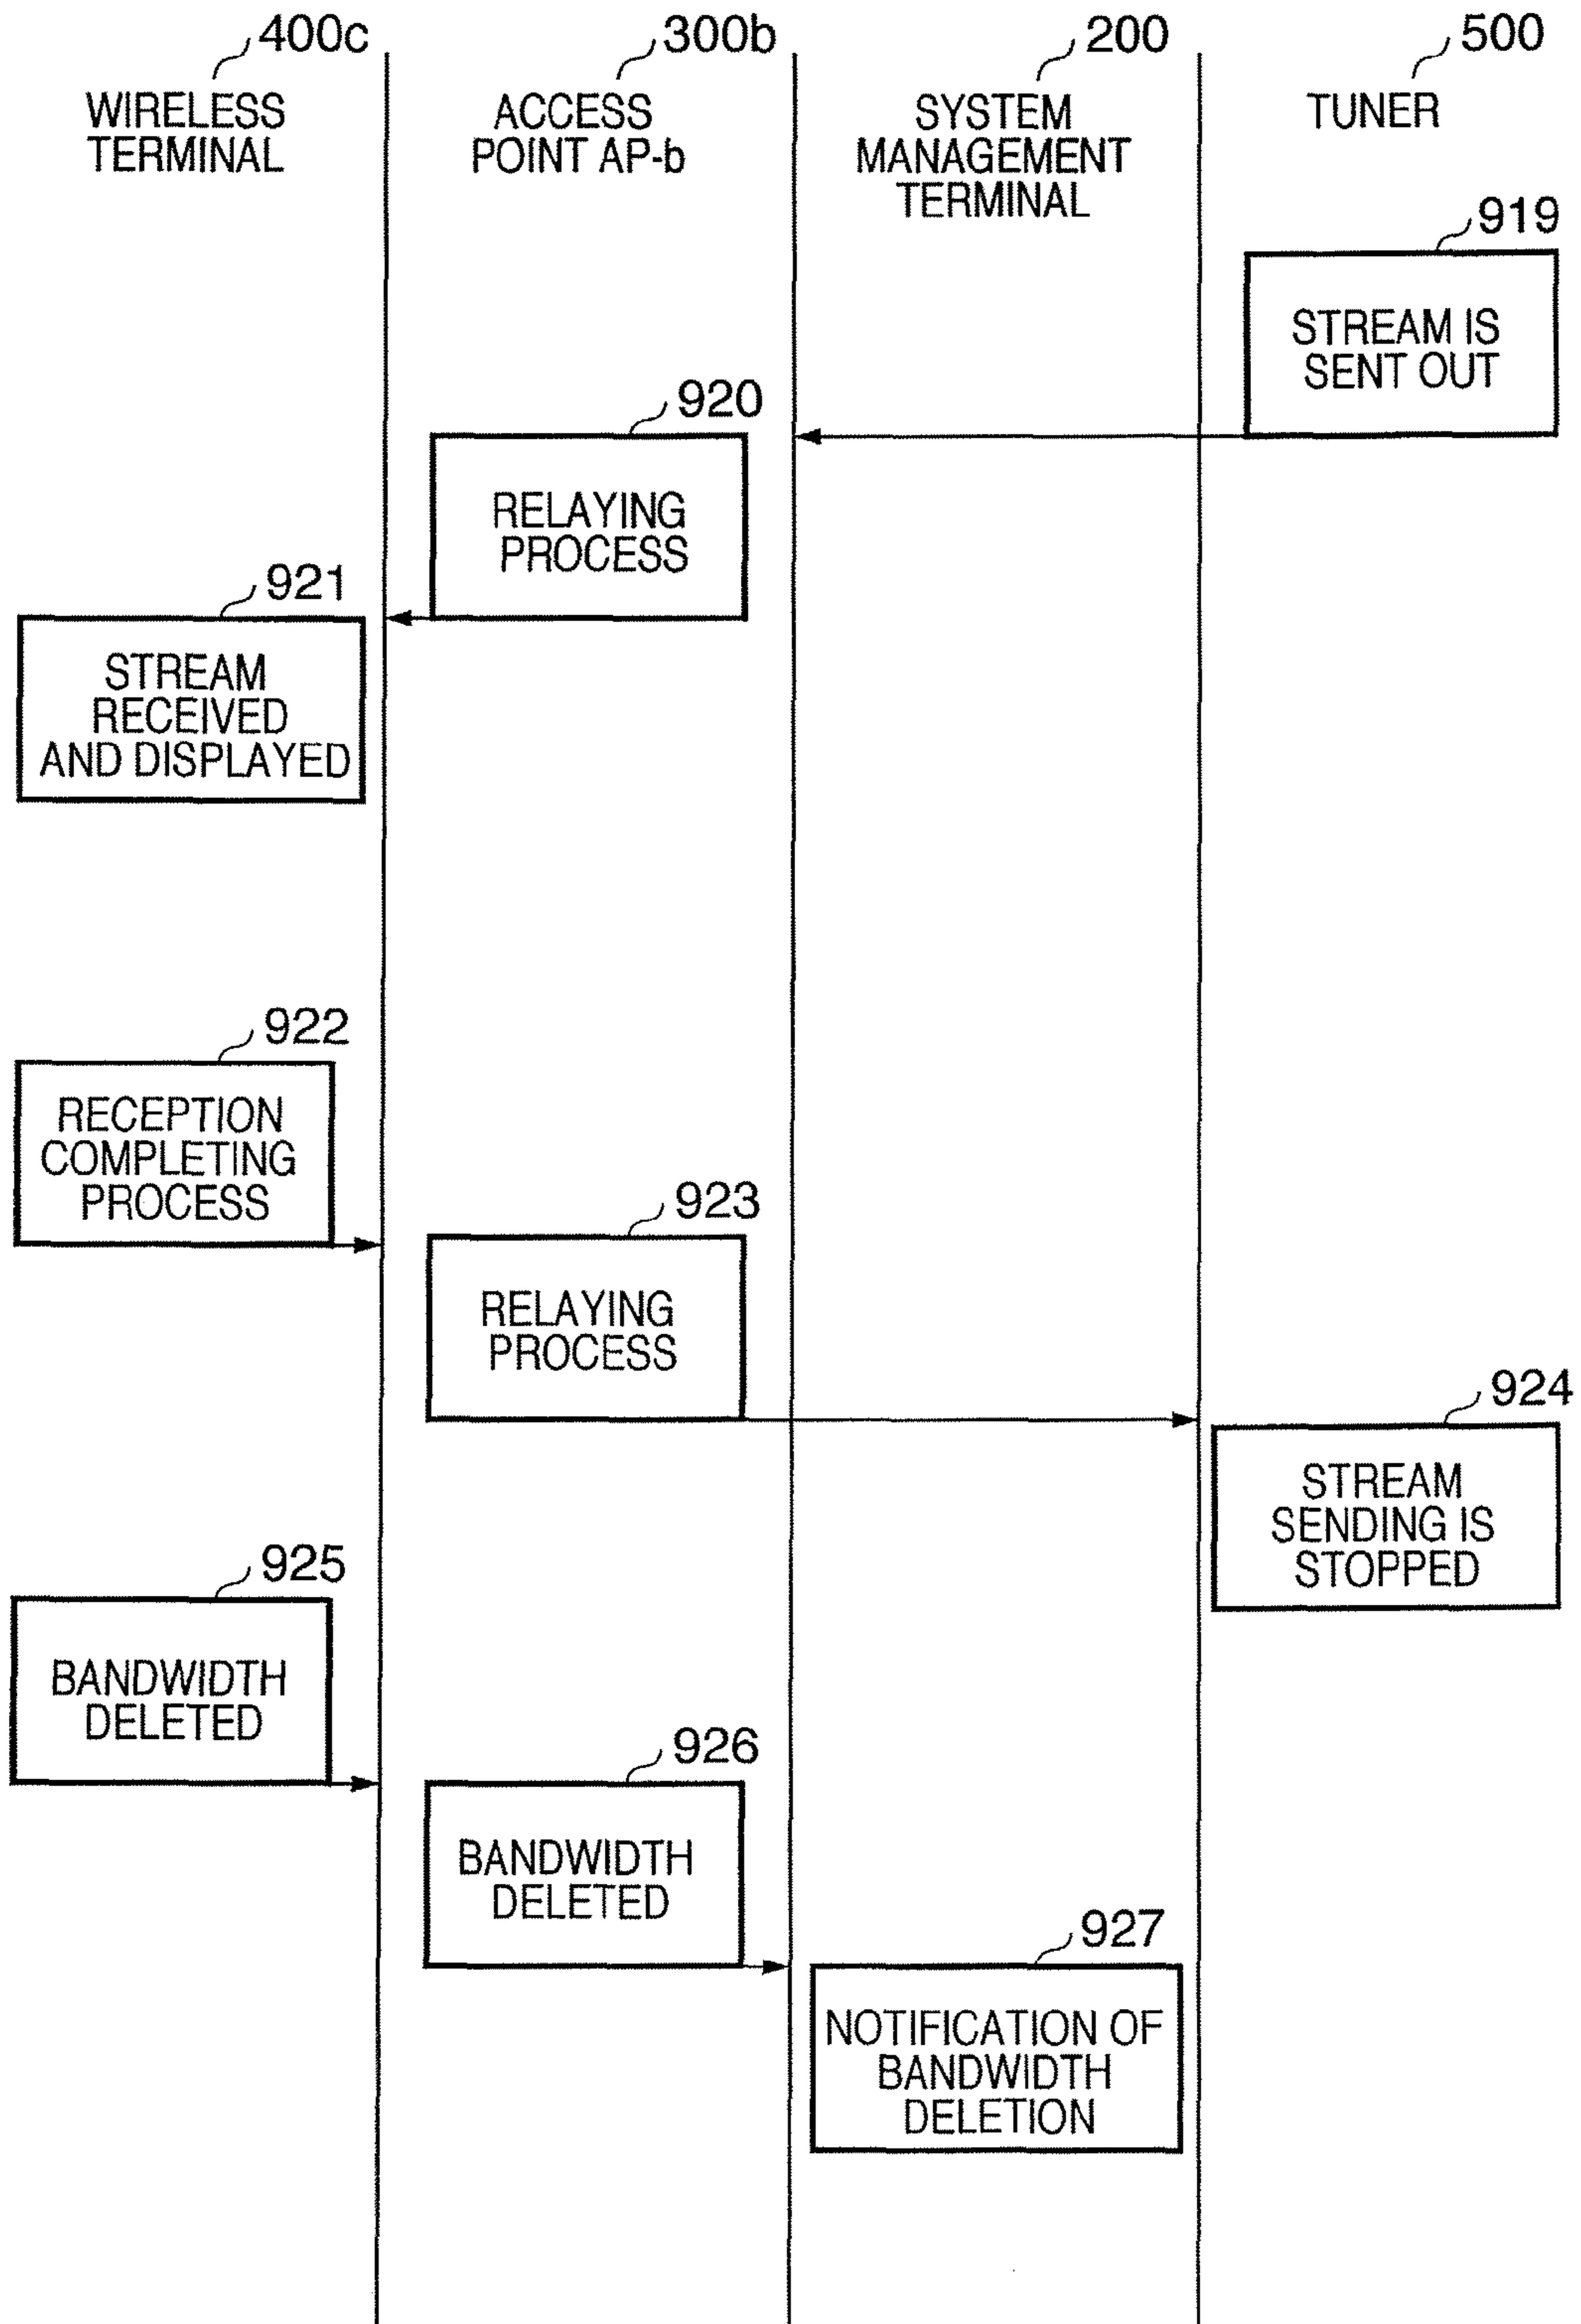 400c
300b
200
500
WIRELESS
TERMINAL
ACCESS
POINT AP-b
SYSTEM
MANAGEMENT
TERMINAL
TUNER
919
STREAM IS
SENT OUT
920
RELAYING
PROCESS
921
STREAM
RECEIVED
AND DISPLAYED
922
RECEPTION
COMPLETING
PROCESS
923
RELAYING
PROCESS
924
STREAM
SENDING IS
STOPPED
925
BANDWIDTH
DELETED
926
BANDWIDTH
DELETED
927
NOTIFICATION OF
BANDWIDTH
DELETION